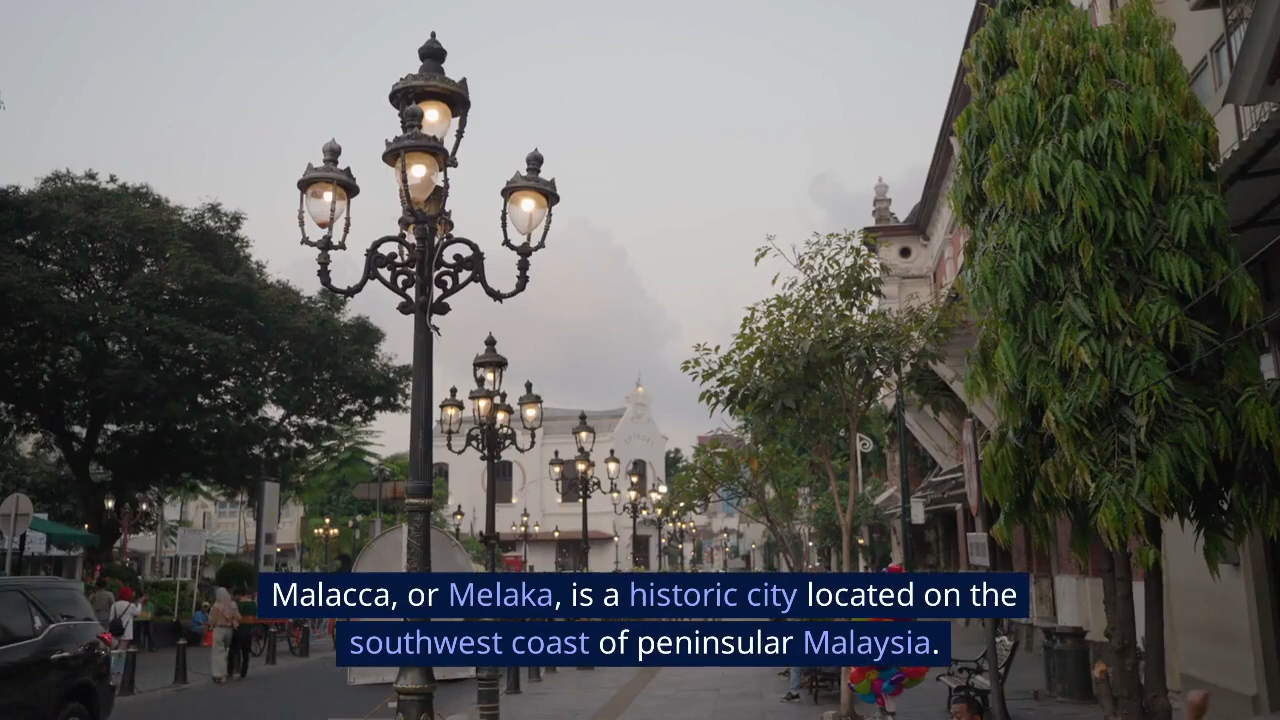 Malacca, or Melaka, is a historic city located on the
southwest coast of peninsular Malaysia.